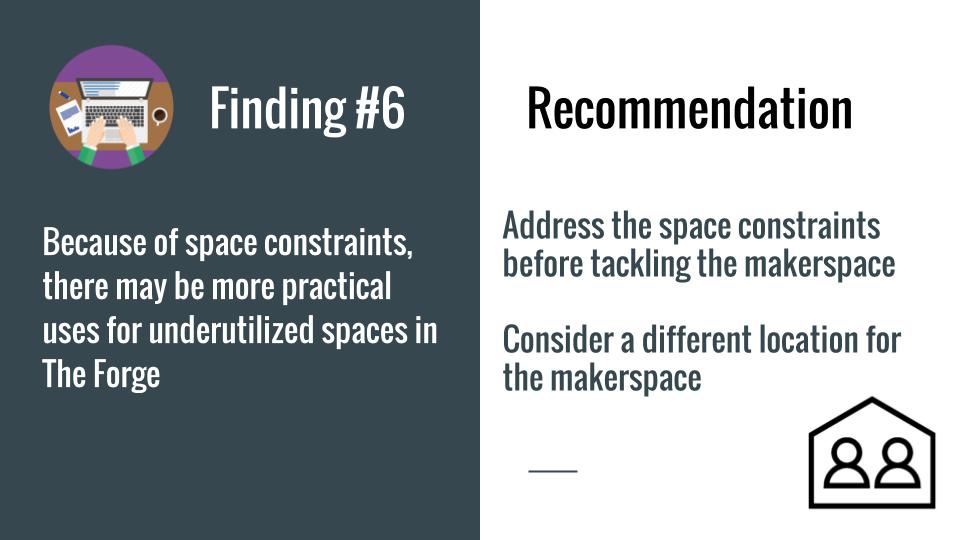 Finding #6
Because of space constraints,
there may be more practical
uses for underutilized spaces in
The Forge
Recommendation
Address the space constraints
before tackling the makerspace
Consider a different location for
the makerspace